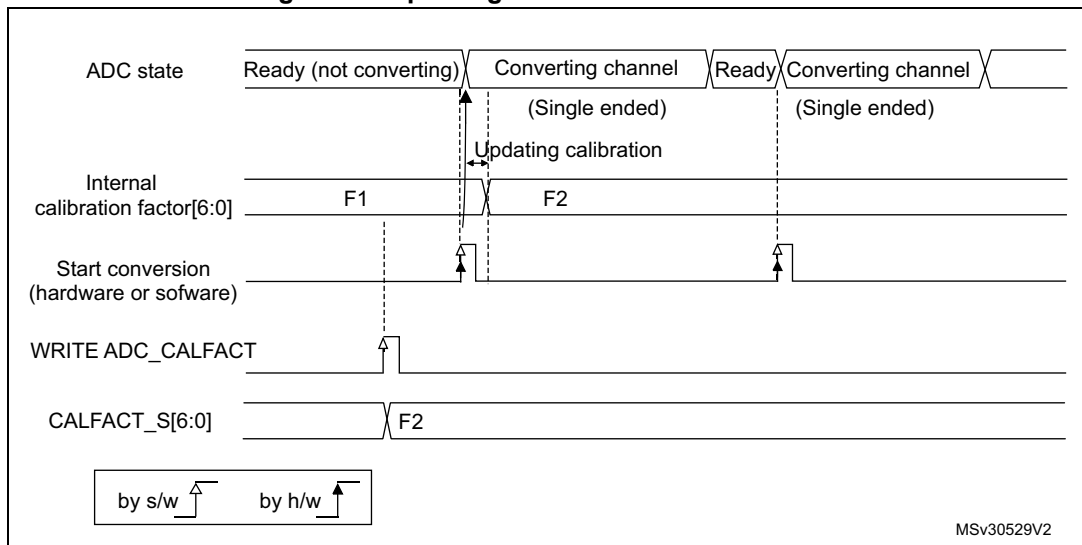 ADC state
Ready (not converting)
Converting channel
Ready
Converting channel
(Single ended)
(Single ended)
Updating calibration
Internal
calibration factor[6:0]
F1
F2
Start conversion
(hardware or sofware)
WRITE ADC_CALFACT
CALFACT_S[6:0]
F2
by s/w
by h/w
MSv30529V2